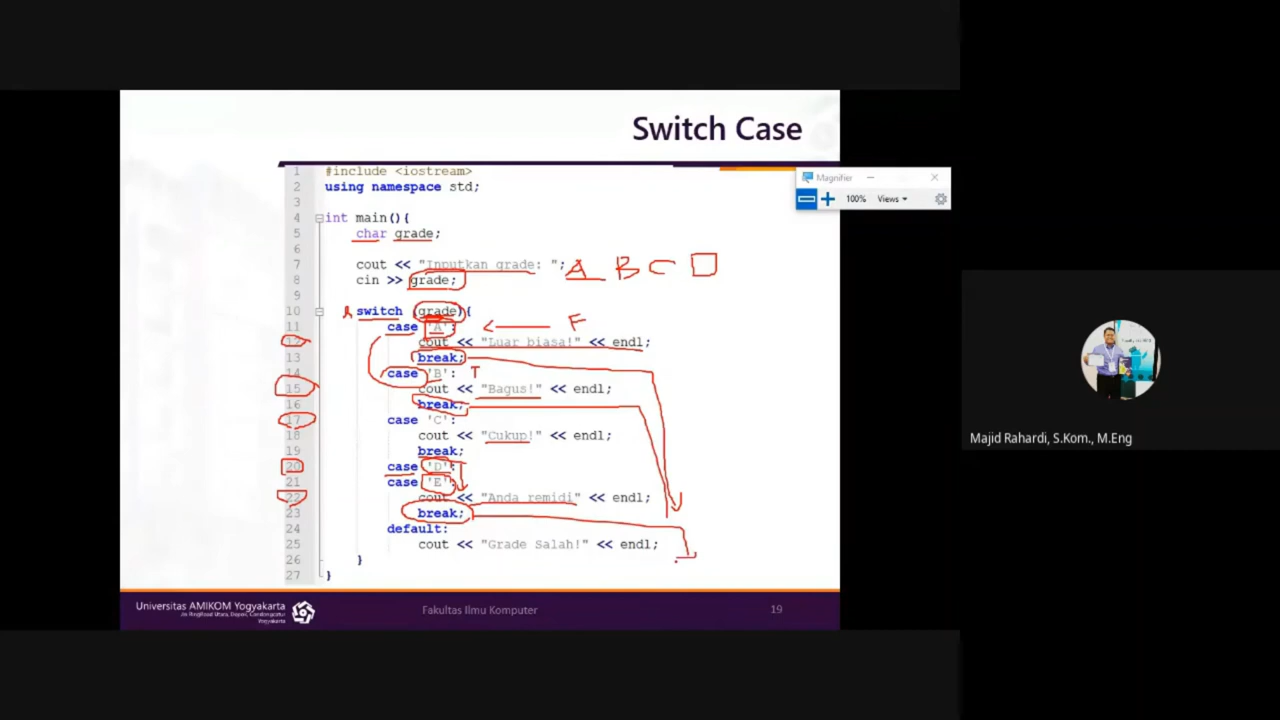 Switch Case
Magnifier
100% Views
1 #include <iostream>
2 using namespace std;
3
4 int main(){
5 char grade;
6
7 cout << "Inputkan grade: "; A B C D
8 cin >> grade;
9
10 switch (grade){
11 case 'A': F
12 cout << "Luar biasa!" << endl;
13 break;
14 case 'B': T
15 cout << "Bagus!" << endl;
16 break;
17 case 'C':
18 cout << "Cukup!" << endl;
19 break;
20 case 'D':
21 case 'E':
22 cout << "Anda remidi" << endl;
23 break;
24 default:
25 cout << "Grade Salah!" << endl;
26 }
27 }
Universitas AMIKOM Yogyakarta
Yogyakarta
Fakultas Ilmu Komputer
19
Majid Rahardi, S.Kom., M.Eng